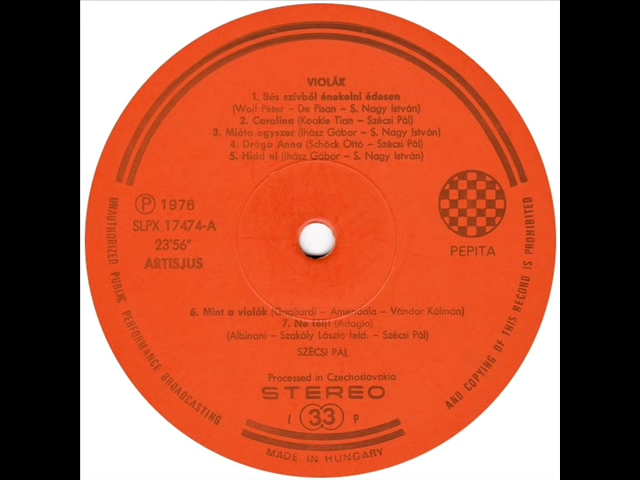 VIOLÁK
1. Bús szívből énekelni édesen
(Wolf Péter – De Pisan – S. Nagy István)
2. Carolina (Kookie Tian – Szécsi Pál)
3. Mióta egyszer (Ihász Gábor – S. Nagy István)
4. Drága Anna (Schöck Ottó – Szécsi Pál)
5. Hidd el (Ihász Gábor – S. Nagy István)
P 1976
SLPX 17474-A
23'56"
ARTISJUS
PEPITA
6. Mint a violák (Gagliardi – Amendola – Vándor Kálmán)
7. Ne félj! (Adagio)
(Albinoni – Szakály László feld. – Szécsi Pál)
SZÉCSI PÁL
Processed in Czechoslovakia
STEREO
L 33 P
MADE IN HUNGARY
UNAUTHORIZED PUBLIC PERFORMANCE BROADCASTING
AND COPYING OF THIS RECORD IS PROHIBITED